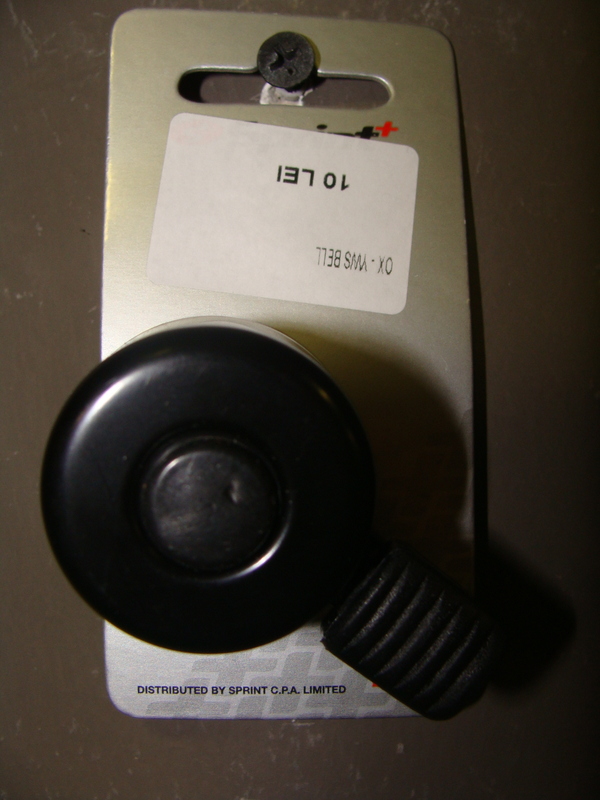 10 LEI
OX - YWS BELL
DISTRIBUTED BY SPRINT C.P.A. LIMITED